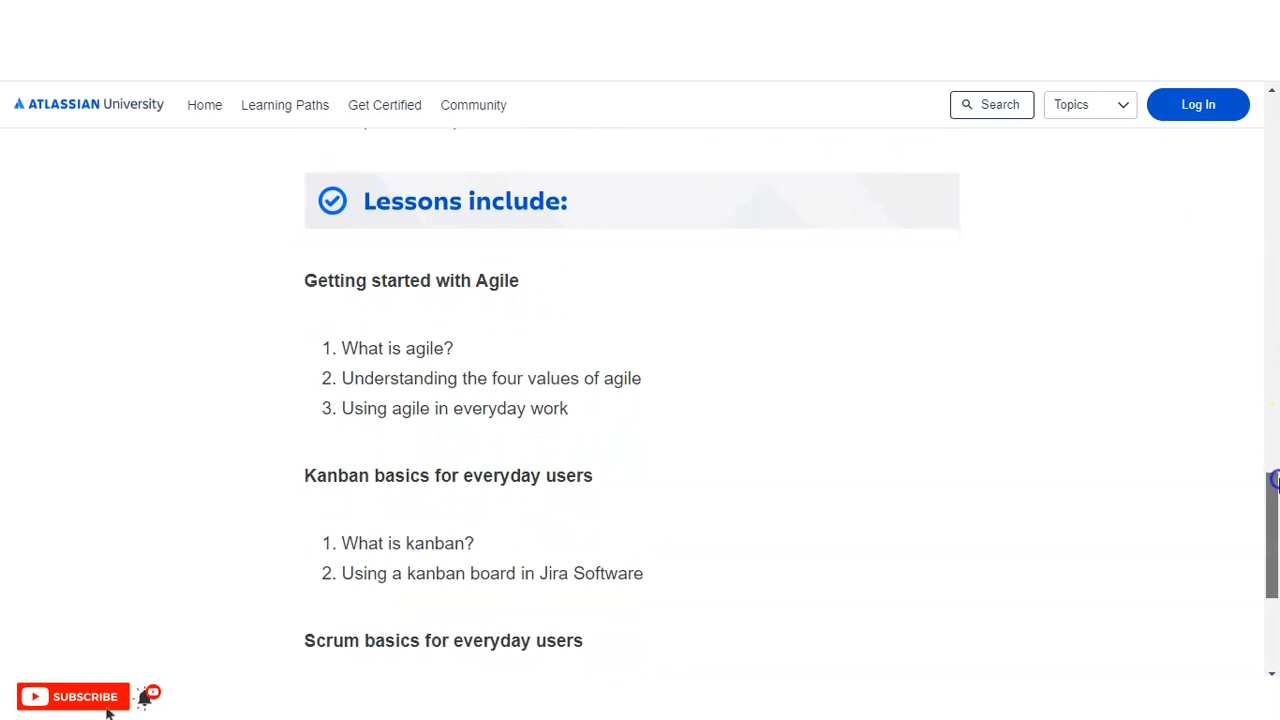 ATLASSIAN University Home Learning Paths Get Certified Community Search Topics Log In
Lessons include:
Getting started with Agile
1. What is agile?
2. Understanding the four values of agile
3. Using agile in everyday work
Kanban basics for everyday users
1. What is kanban?
2. Using a kanban board in Jira Software
Scrum basics for everyday users
SUBSCRIBE